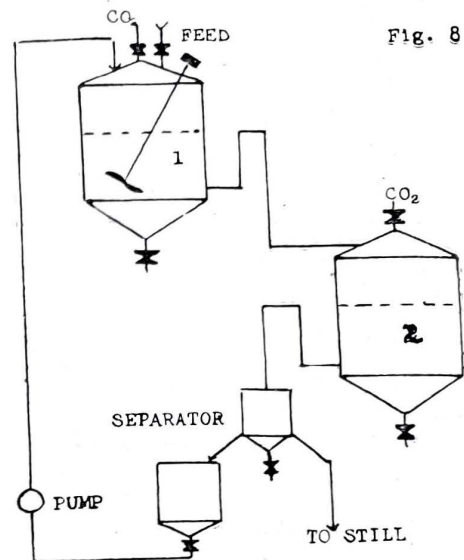 CO
FEED
Fig. 8
1
CO₂
2
SEPARATOR
PUMP
TO STILL